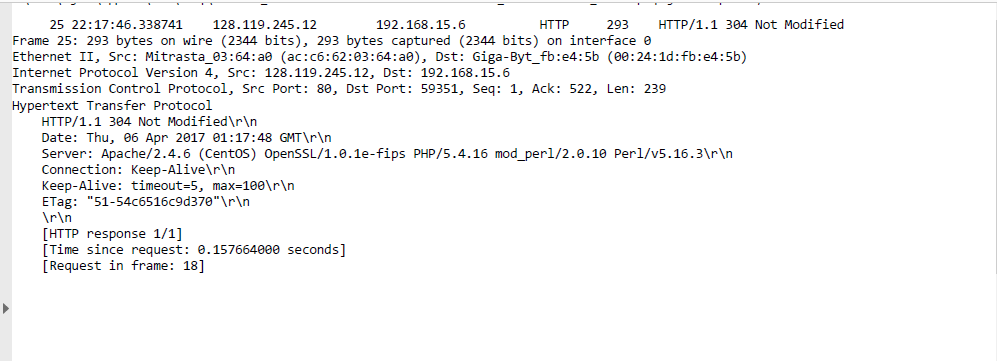 25 22:17:46.338741 128.119.245.12 192.168.15.6 HTTP 293 HTTP/1.1 304 Not Modified
Frame 25: 293 bytes on wire (2344 bits), 293 bytes captured (2344 bits) on interface 0
Ethernet II, Src: Mitrasta_03:64:a0 (ac:c6:62:03:64:a0), Dst: Giga-Byt_fb:e4:5b (00:24:1d:fb:e4:5b)
Internet Protocol Version 4, Src: 128.119.245.12, Dst: 192.168.15.6
Transmission Control Protocol, Src Port: 80, Dst Port: 59351, Seq: 1, Ack: 522, Len: 239
Hypertext Transfer Protocol
HTTP/1.1 304 Not Modified\r\n
Date: Thu, 06 Apr 2017 01:17:48 GMT\r\n
Server: Apache/2.4.6 (CentOS) OpenSSL/1.0.1e-fips PHP/5.4.16 mod_perl/2.0.10 Perl/v5.16.3\r\n
Connection: Keep-Alive\r\n
Keep-Alive: timeout=5, max=100\r\n
ETag: "51-54c6516c9d370"\r\n
\r\n
[HTTP response 1/1]
[Time since request: 0.157664000 seconds]
[Request in frame: 18]